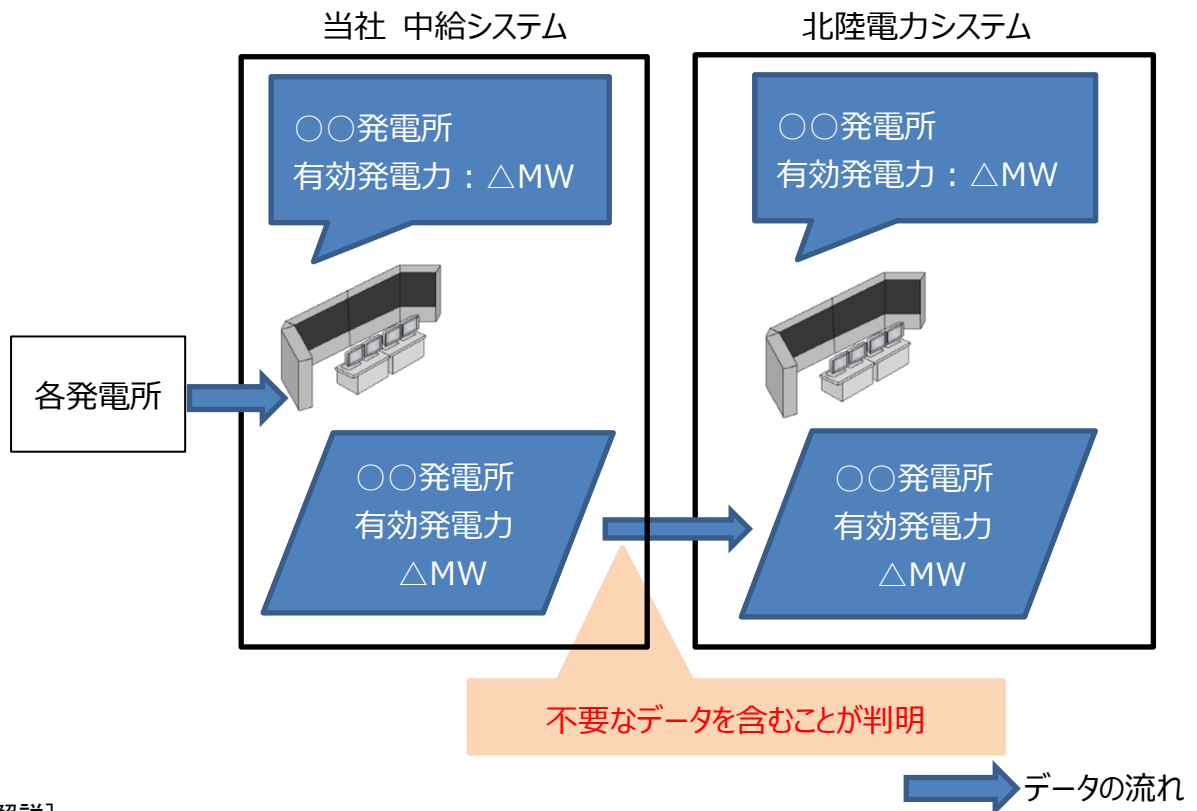 当社 中給システム
北陸電力システム
○○発電所
有効発電力：△MW
○○発電所
有効発電力：△MW
各発電所
○○発電所
有効発電力
△MW
○○発電所
有効発電力
△MW
不要なデータを含むことが判明
データの流れ
解説]